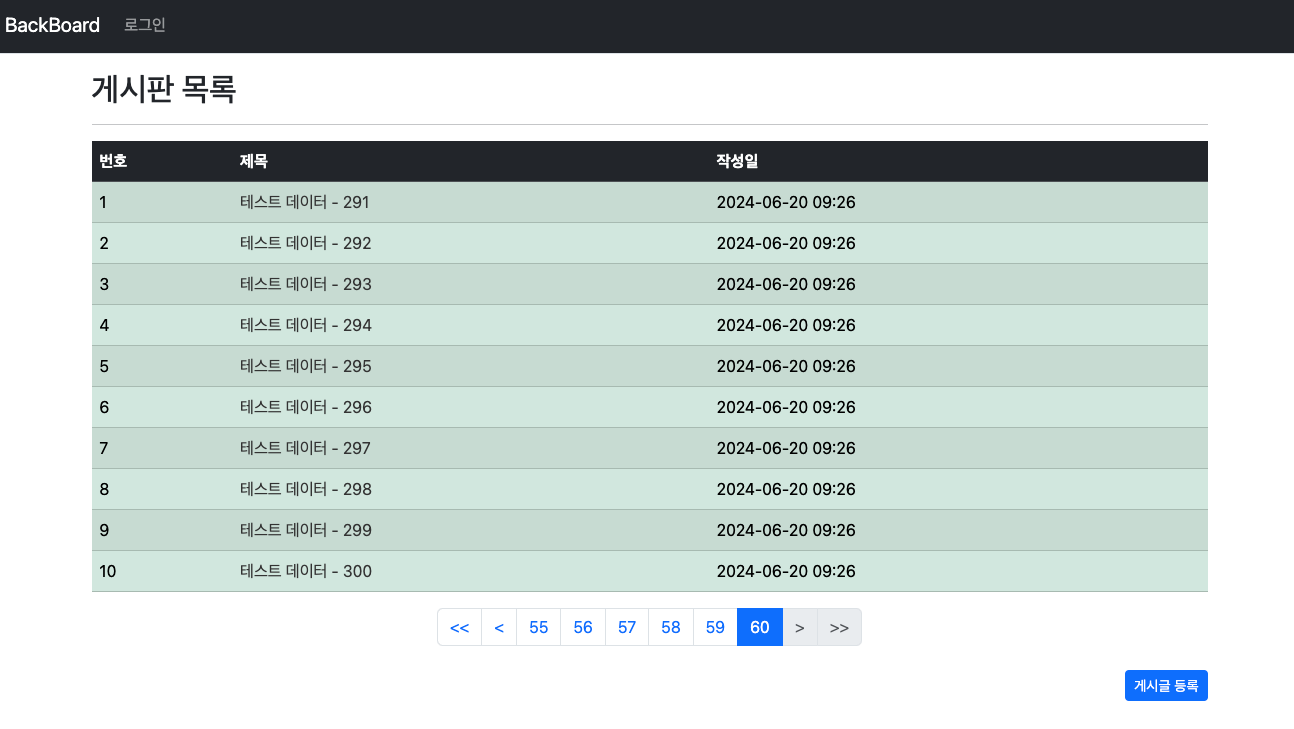 BackBoard 로그인
게시판 목록
번호 제목 작성일
1 테스트 데이터 - 291 2024-06-20 09:26
2 테스트 데이터 - 292 2024-06-20 09:26
3 테스트 데이터 - 293 2024-06-20 09:26
4 테스트 데이터 - 294 2024-06-20 09:26
5 테스트 데이터 - 295 2024-06-20 09:26
6 테스트 데이터 - 296 2024-06-20 09:26
7 테스트 데이터 - 297 2024-06-20 09:26
8 테스트 데이터 - 298 2024-06-20 09:26
9 테스트 데이터 - 299 2024-06-20 09:26
10 테스트 데이터 - 300 2024-06-20 09:26
<< < 55 56 57 58 59 60 > >>
게시글 등록